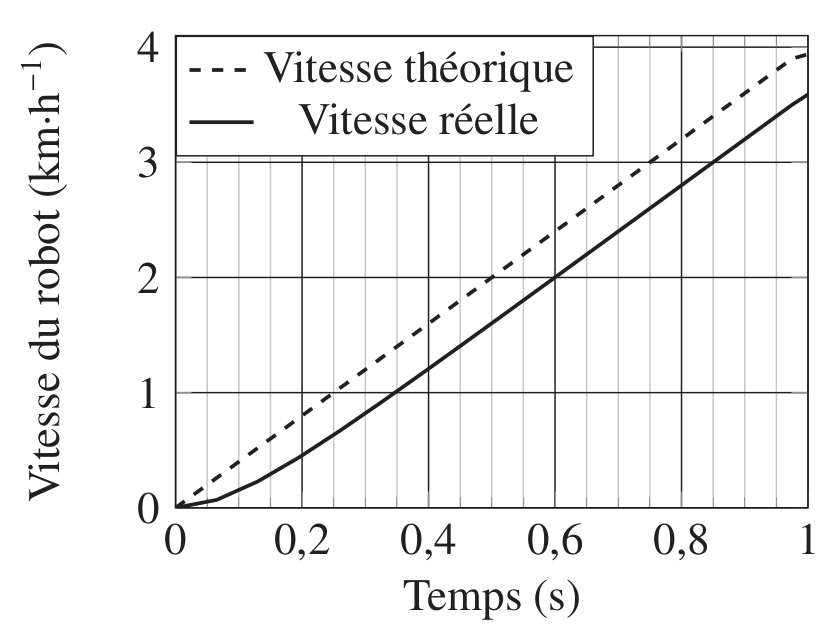 Vitesse du robot (km·h⁻¹)
4
3
2
1
0
Vitesse théorique
Vitesse réelle
0 0,2 0,4 0,6 0,8 1
Temps (s)